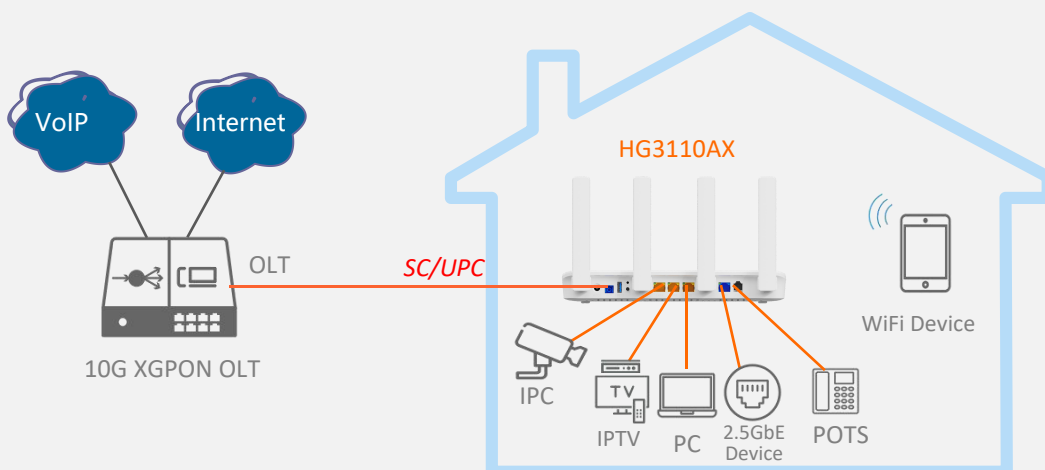 VoIP
Internet
HG3110AX
OLT
SC/UPC
10G XGPON OLT
WiFi Device
IPC
TV
IPTV
PC
2.5GbE
Device
POTS